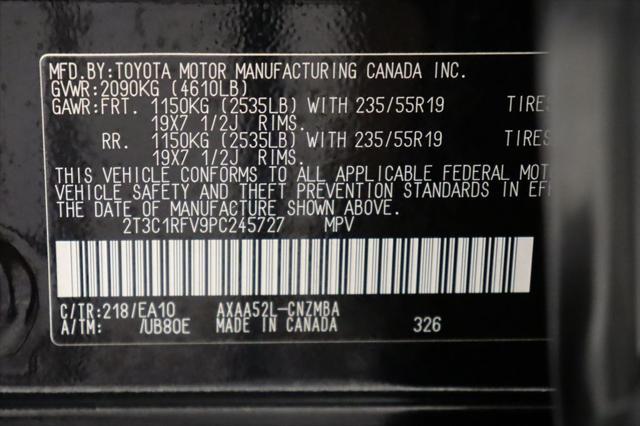 MFD.BY:TOYOTA MOTOR MANUFACTURING CANADA INC.
GVWR:2090KG (4610LB)
GAWR:FRT. 1150KG (2535LB) WITH 235/55R19 TIRES
19X7 1/2J RIMS.
RR. 1150KG (2535LB) WITH 235/55R19 TIRES
19X7 1/2J RIMS.
THIS VEHICLE CONFORMS TO ALL APPLICABLE FEDERAL MOT
VEHICLE SAFETY AND THEFT PREVENTION STANDARDS IN EF
THE DATE OF MANUFACTURE SHOWN ABOVE.
2T3C1RFV9PC245727 MPV
C/TR:218/EA10 AXAA52L-CNZMBA
A/TM: /UB80E MADE IN CANADA 326